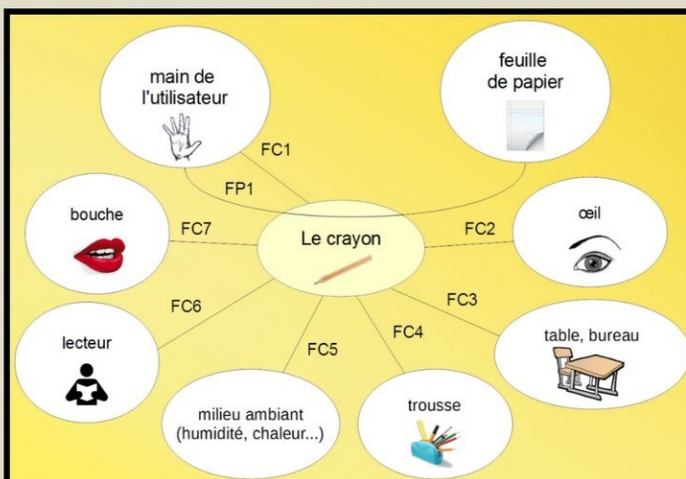 main de
l'utilisateur
feuille
de papier
FC1
FP1
bouche
FC7
Le crayon
FC2
œil
FC6
FC3
lecteur
FC5
FC4
table, bureau
milieu ambiant
(humidité, chaleur...)
trousse